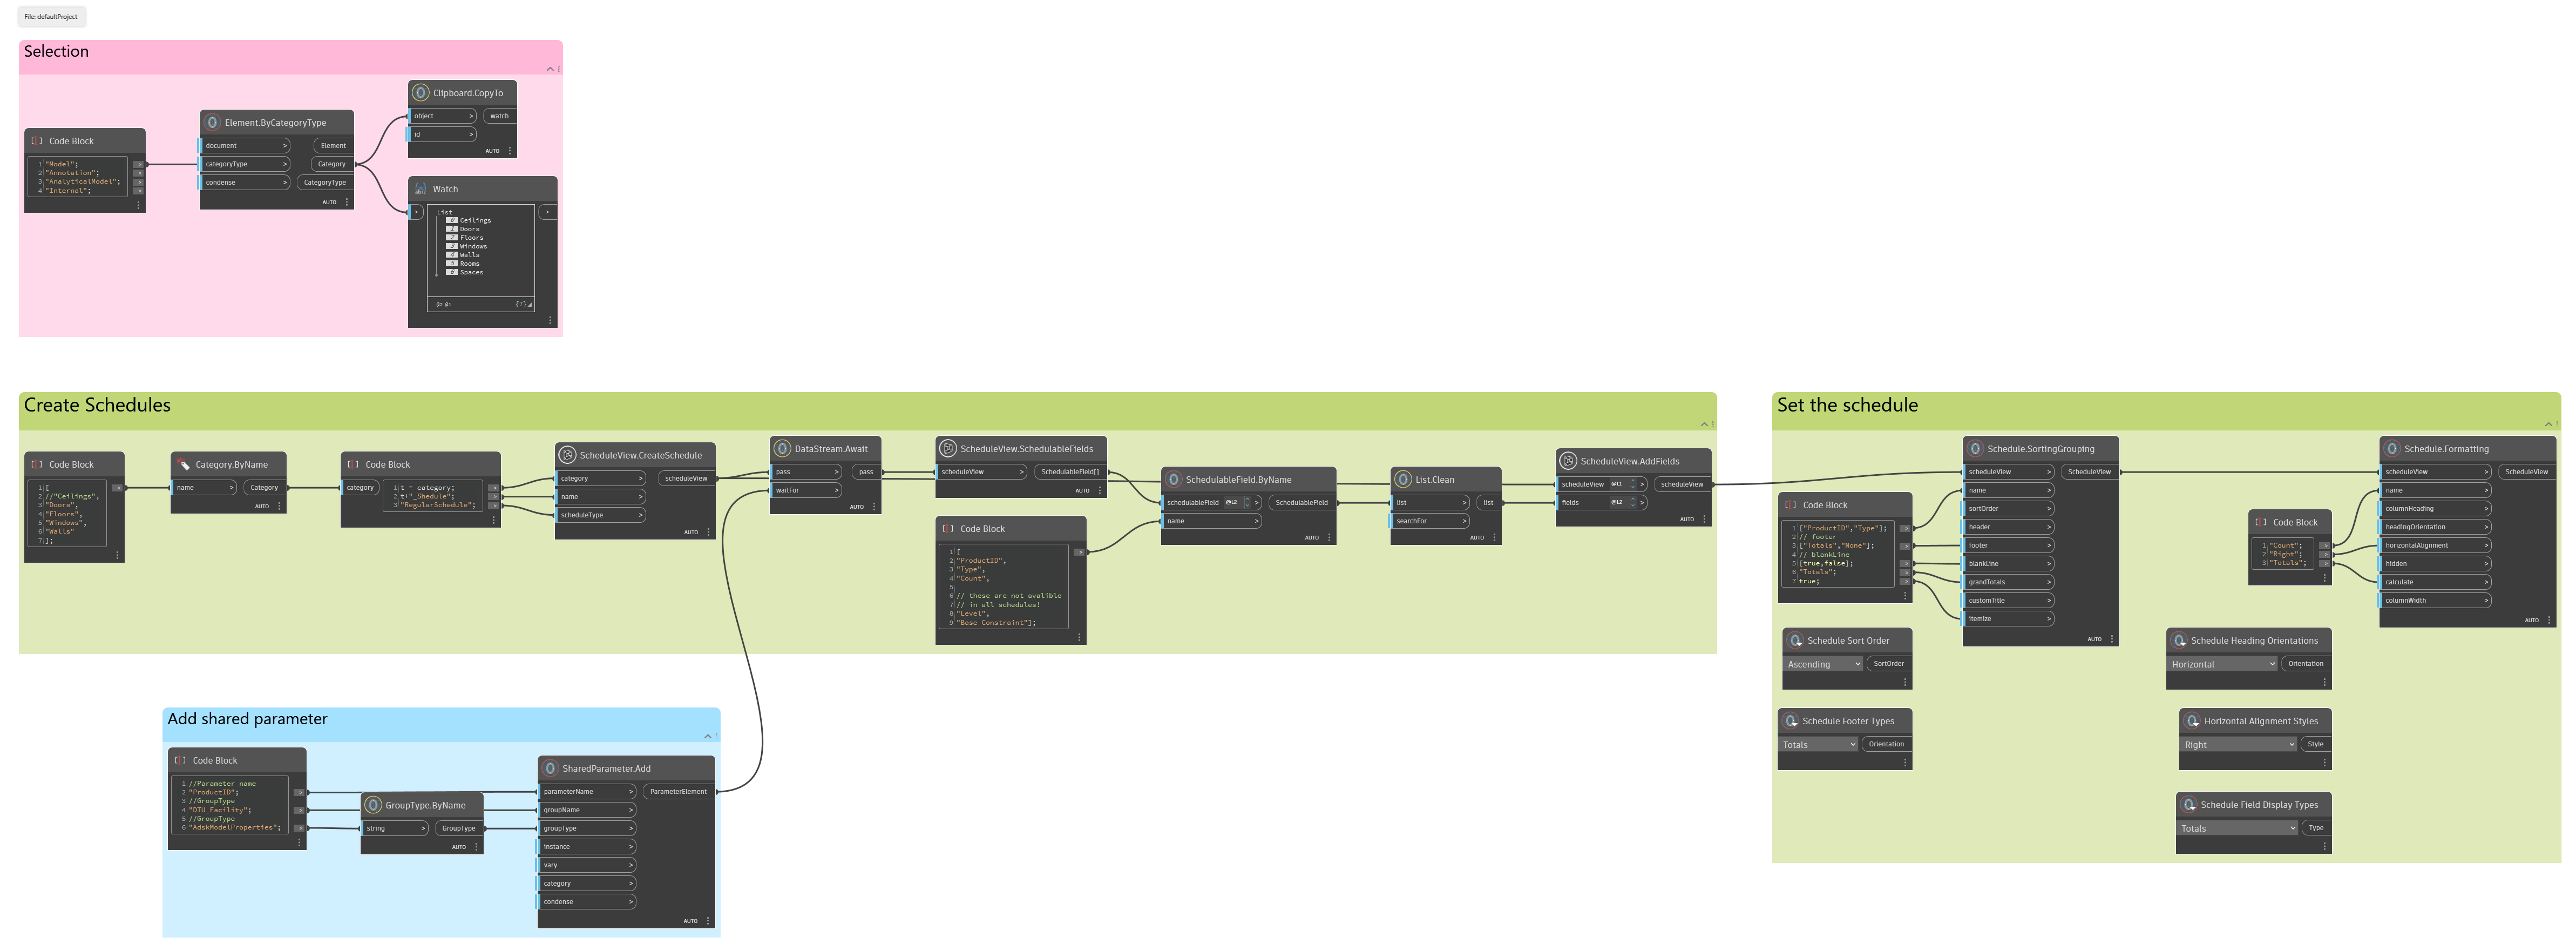 File: defaultProject
Selection
Code Block
1 "Model";
2 "Annotation";
3 "AnalyticalModel";
4 "Internal";
Element.ByCategoryType
document > Element
categoryType > Category
condense > CategoryType
AUTO
Clipboard.CopyTo
object > watch
id >
AUTO
Watch
> >
List
0 Ceilings
1 Doors
2 Floors
3 Windows
4 Walls
5 Rooms
6 Spaces
@2 @1 {7}
Create Schedules
Code Block
1 [
2 //"Ceilings",
3 "Doors",
4 "Floors",
5 "Windows",
6 "Walls"
7 ];
Category.ByName
name > Category
AUTO
Code Block
category
1 t = category;
2 t+"_Shedule";
3 "RegularSchedule";
ScheduleView.CreateSchedule
category > scheduleView
name >
scheduleType >
AUTO
DataStream.Await
pass > pass
waitFor >
AUTO
ScheduleView.SchedulableFields
scheduleView > SchedulableField[]
AUTO
Code Block
1 [
2 "ProductID",
3 "Type",
4 "Count",
5
6 // these are not avalible
7 // in all schedules!
8 "Level",
9 "Base Constraint"];
SchedulableField.ByName
schedulableField @L2 > SchedulableField
name >
AUTO
List.Clean
list > list
searchFor >
AUTO
ScheduleView.AddFields
scheduleView @L1 > scheduleView
fields @L2 >
AUTO
Set the schedule
Code Block
1 ["ProductID","Type"];
2 // footer
3 ["Totals","None"];
4 // blankLine
5 [true,false];
6 "Totals";
7 true;
Schedule.SortingGrouping
scheduleView > ScheduleView
name >
sortOrder >
header >
footer >
blankLine >
grandTotals >
customTitle >
itemize >
AUTO
Code Block
1 "Count";
2 "Right";
3 "Totals";
Schedule.Formatting
scheduleView > ScheduleView
name >
columnHeading >
headingOrientation >
horizontalAlignment >
hidden >
calculate >
columnWidth >
AUTO
Schedule Sort Order
Ascending SortOrder
Schedule Footer Types
Totals Orientation
Schedule Heading Orientations
Horizontal Orientation
Horizontal Alignment Styles
Right Style
Schedule Field Display Types
Totals Type
Add shared parameter
Code Block
1 //Parameter name
2 "ProductID";
3 //GroupType
4 "DTU_Facility";
5 //GroupType
6 "AdskModelProperties";
GroupType.ByName
string > GroupType
AUTO
SharedParameter.Add
parameterName > ParameterElement
groupName >
groupType >
instance >
vary >
category >
condense >
AUTO